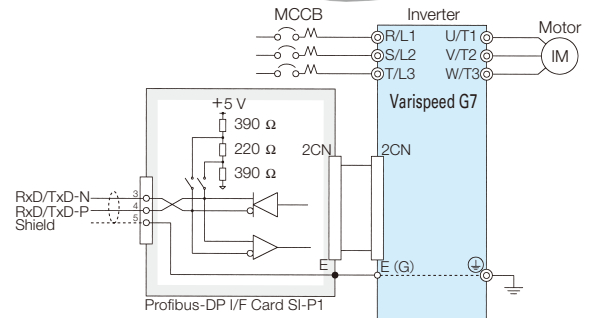 MCCB
Inverter
Motor
R/L1
U/T1
S/L2
V/T2
IM
T/L3
W/T3
Varispeed G7
+5 V
390 Ω
220 Ω
390 Ω
2CN
2CN
RxD/TxD-N
3
RxD/TxD-P
4
Shield
5
E
E (G)
Profibus-DP I/F Card SI-P1